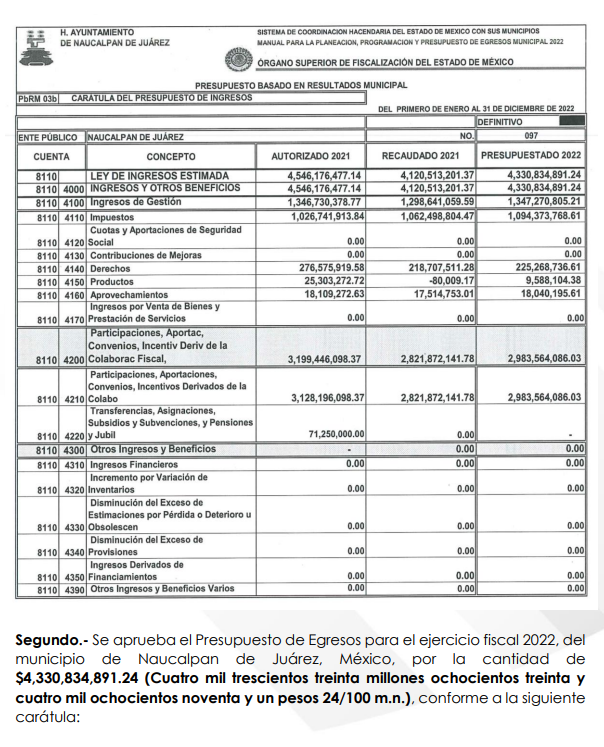 H. AYUNTAMIENTO
DE NAUCALPAN DE JUÁREZ
SISTEMA DE COORDINACION HACENDARIA DEL ESTADO DE MEXICO CON SUS MUNICIPIOS
MANUAL PARA LA PLANEACION, PROGRAMACION Y PRESUPUESTO DE EGRESOS MUNICIPAL 2022
ÓRGANO SUPERIOR DE FISCALIZACIÓN DEL ESTADO DE MÉXICO
PRESUPUESTO BASADO EN RESULTADOS MUNICIPAL
PbRM 03b CARATULA DEL PRESUPUESTO DE INGRESOS
DEL PRIMERO DE ENERO AL 31 DE DICIEMBRE DE 2022
DEFINITIVO
ENTE PÚBLICO NAUCALPAN DE JUÁREZ NO. 097
CUENTA CONCEPTO AUTORIZADO 2021 RECAUDADO 2021 PRESUPUESTADO 2022
8110 LEY DE INGRESOS ESTIMADA 4,546,176,477.14 4,120,513,201.37 4,330,834,891.24
8110 4000 INGRESOS Y OTROS BENEFICIOS 4,546,176,477.14 4,120,513,201.37 4,330,834,891.24
8110 4100 Ingresos de Gestión 1,346,730,378.77 1,298,641,059.59 1,347,270,805.21
8110 4110 Impuestos 1,026,741,913.84 1,062,498,804.47 1,094,373,768.61
Cuotas y Aportaciones de Seguridad
8110 4120 Social 0.00 0.00 0.00
8110 4130 Contribuciones de Mejoras 0.00 0.00 0.00
8110 4140 Derechos 276,575,919.58 218,707,511.28 225,268,736.61
8110 4150 Productos 25,303,272.72 -80,009.17 9,588,104.38
8110 4160 Aprovechamientos 18,109,272.63 17,514,753.01 18,040,195.61
Ingresos por Venta de Bienes y
8110 4170 Prestación de Servicios 0.00 0.00 0.00
Participaciones, Aportac,
Convenios, Incentiv Deriv de la
8110 4200 Colaborac Fiscal, 3,199,446,098.37 2,821,872,141.78 2,983,564,086.03
Participaciones, Aportaciones,
Convenios, Incentivos Derivados de la
8110 4210 Colabo 3,128,196,098.37 2,821,872,141.78 2,983,564,086.03
Transferencias, Asignaciones,
Subsidios y Subvenciones, y Pensiones
8110 4220 y Jubil 71,250,000.00 0.00 -
8110 4300 Otros Ingresos y Beneficios - 0.00 0.00
8110 4310 Ingresos Financieros 0.00 0.00 0.00
Incremento por Variación de
8110 4320 Inventarios 0.00 0.00 0.00
Disminución del Exceso de
Estimaciones por Pérdida o Deterioro u
8110 4330 Obsolescen 0.00 0.00 0.00
Disminución del Exceso de
8110 4340 Provisiones 0.00 0.00 0.00
Ingresos Derivados de
8110 4350 Financiamientos 0.00 0.00 0.00
8110 4390 Otros Ingresos y Beneficios Varios 0.00 0.00 0.00
Segundo.- Se aprueba el Presupuesto de Egresos para el ejercicio fiscal 2022, del
municipio de Naucalpan de Juárez, México, por la cantidad de
$4,330,834,891.24 (Cuatro mil trescientos treinta millones ochocientos treinta y
cuatro mil ochocientos noventa y un pesos 24/100 m.n.), conforme a la siguiente
carátula: